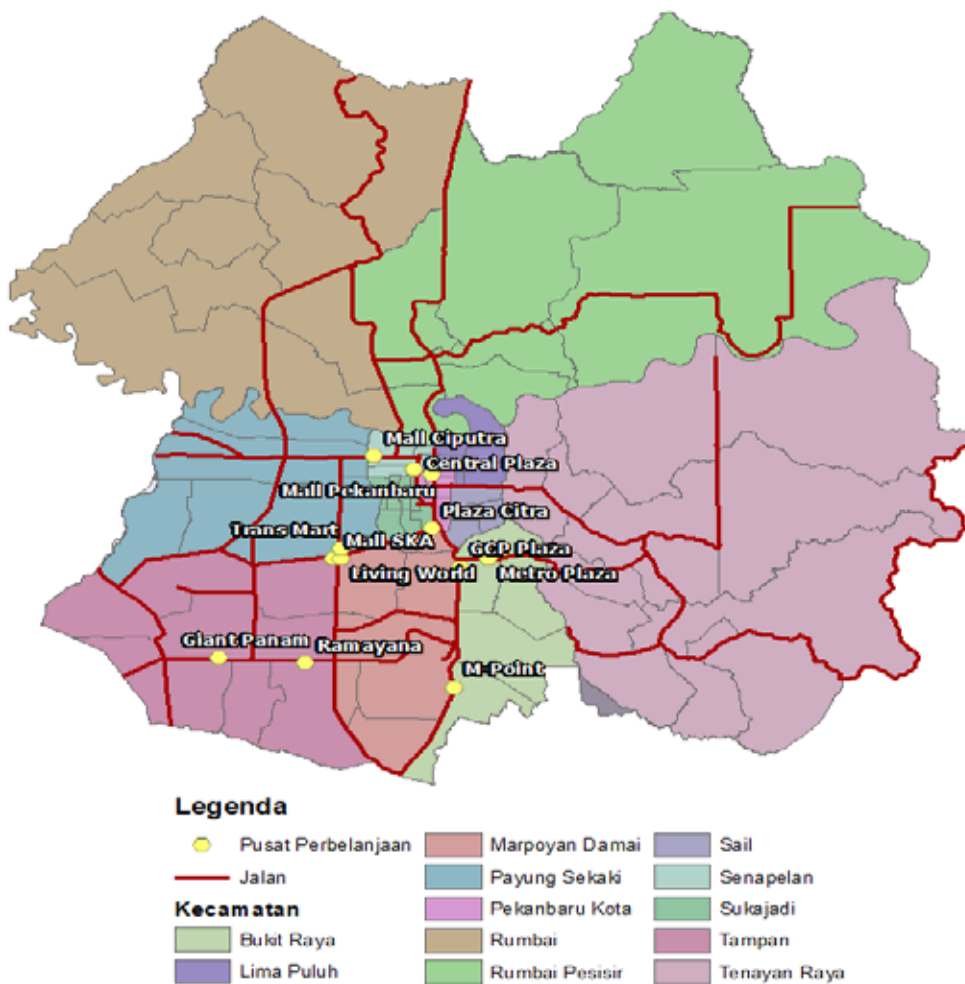 Mall Ciputra
Central Plaza
Mall Pekanbaru
Plaza Citra
Trans Mart
Mall SKA
GCP Plaza
Living World
Metro Plaza
Giant Panam
Ramayana
M-Point
Legenda
Pusat Perbelanjaan
Jalan
Kecamatan
Bukit Raya
Lima Puluh
Marpoyan Damai
Payung Sekaki
Pekanbaru Kota
Rumbai
Rumbai Pesisir
Sail
Senapelan
Sukajadi
Tampan
Tenayan Raya